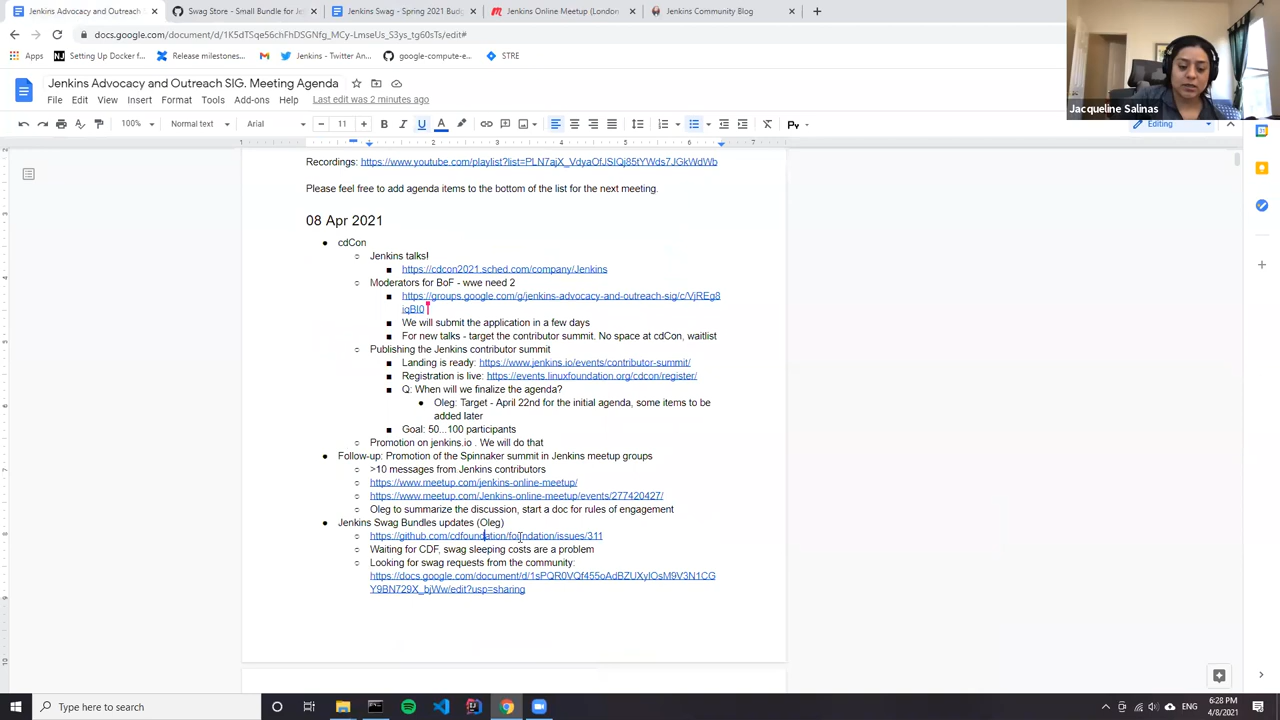 Jenkins Advocacy and Outreach
Swag Store - Small Bundle for Je
Jenkins Swag - Spring 2021 Budg
Jenkins Online Meetup (London
Jenkins Community Blog
docs.google.com/document/d/1K5dTSqe56chFhDSGNfg_MCy-LmseIJs_S3ys_tg60sTs/edit#
Apps
Setting Up Docker f...
Release milestones...
Jenkins - Twitter An...
google-compute-e...
STRE
Jenkins Advocacy and Outreach SIG. Meeting Agenda
File Edit View Insert Format Tools Add-ons Help Last edit was 2 minutes ago
100% Normal text Arial 11 Editing
Jacqueline Salinas
Recordings: https://www.youtube.com/playlist?list=PLN7ajX_VdyaOfJSIQj85tYWds7JGkWdWb
Please feel free to add agenda items to the bottom of the list for the next meeting.
08 Apr 2021
cdCon
Jenkins talks!
https://cdcon2021.sched.com/company/Jenkins
Moderators for BoF - wwe need 2
https://groups.google.com/g/jenkins-advocacy-and-outreach-sig/c/VjREg8
iqBI0
We will submit the application in a few days
For new talks - target the contributor summit. No space at cdCon, waitlist
Publishing the Jenkins contributor summit
Landing is ready: https://www.jenkins.io/events/contributor-summit/
Registration is live: https://events.linuxfoundation.org/cdcon/register/
Q: When will we finalize the agenda?
Oleg: Target - April 22nd for the initial agenda, some items to be
added later
Goal: 50...100 participants
Promotion on jenkins.io . We will do that
Follow-up: Promotion of the Spinnaker summit in Jenkins meetup groups
>10 messages from Jenkins contributors
https://www.meetup.com/jenkins-online-meetup/
https://www.meetup.com/Jenkins-online-meetup/events/277420427/
Oleg to summarize the discussion, start a doc for rules of engagement
Jenkins Swag Bundles updates (Oleg)
https://github.com/cdfoundation/foundation/issues/311
Waiting for CDF, swag sleeping costs are a problem
Looking for swag requests from the community:
https://docs.google.com/document/d/1sPQR0VQf455oAdBZUXylOsM9V3N1CG
Y9BN729X_bjWw/edit?usp=sharing
Type here to search
ENG
6:28 PM
4/8/2021